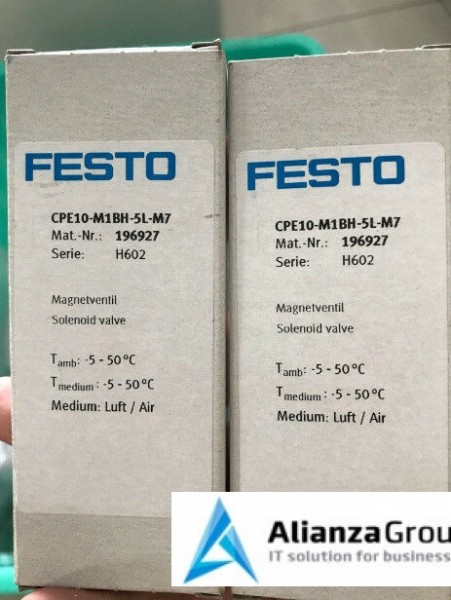 FESTO
CPE10-M1BH-5L-M7
Mat.-Nr.: 196927
Serie: H602
Magnetventil
Solenoid valve
Tamb: -5 - 50°C
Tmedium: -5 - 50°C
Medium: Luft / Air
FESTO
CPE10-M1BH-5L-M7
Mat.-Nr.: 196927
Serie: H602
Magnetventil
Solenoid valve
Tamb: -5 - 50°C
Tmedium: -5 - 50°C
Medium: Luft / Air
AlianzaGrou
IT solution for business